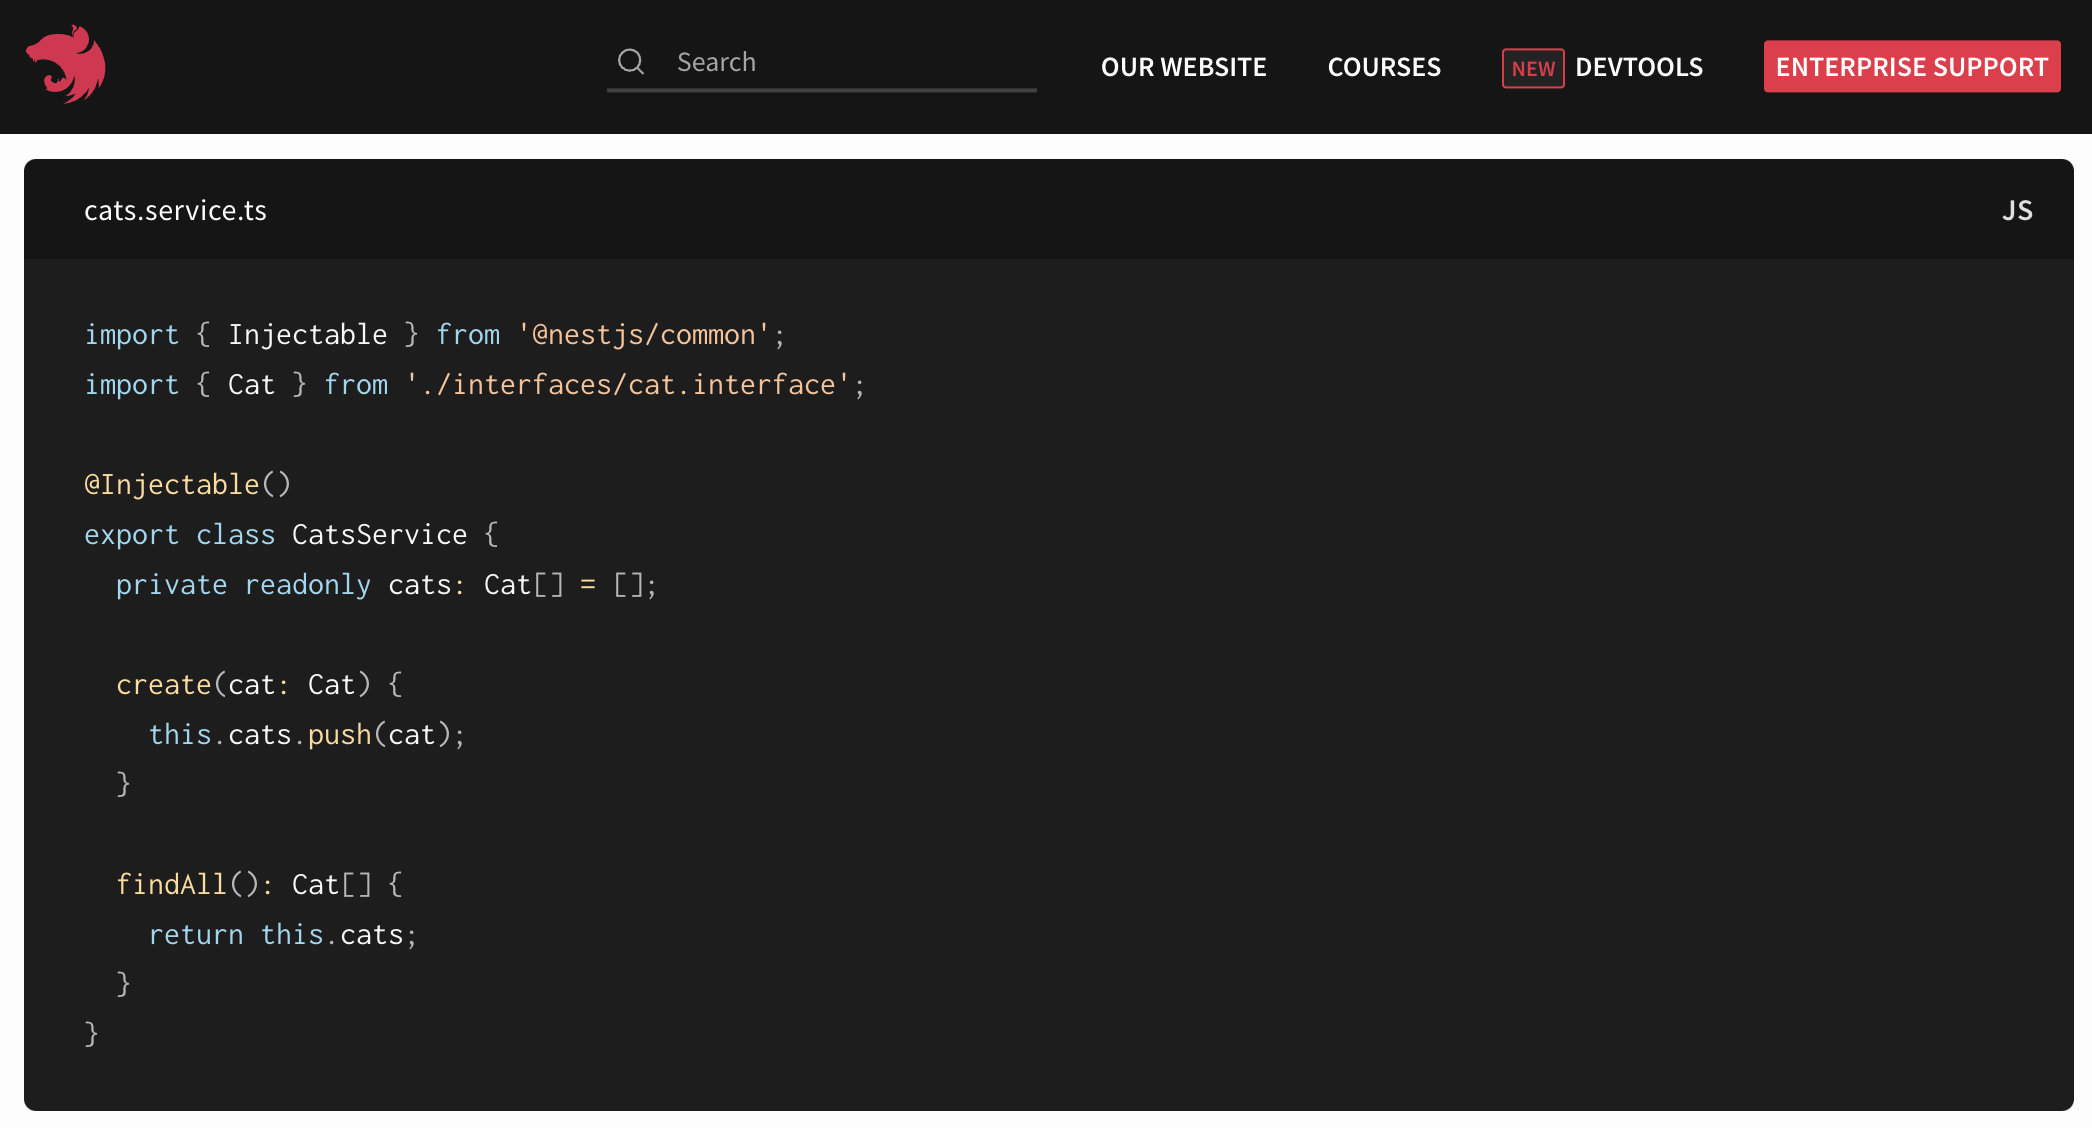 Search
OUR WEBSITE
COURSES
NEW DEVTOOLS
ENTERPRISE SUPPORT
cats.service.ts
JS
import { Injectable } from '@nestjs/common';
import { Cat } from './interfaces/cat.interface';
@Injectable()
export class CatsService {
  private readonly cats: Cat[] = [];
  create(cat: Cat) {
    this.cats.push(cat);
  }
  findAll(): Cat[] {
    return this.cats;
  }
}